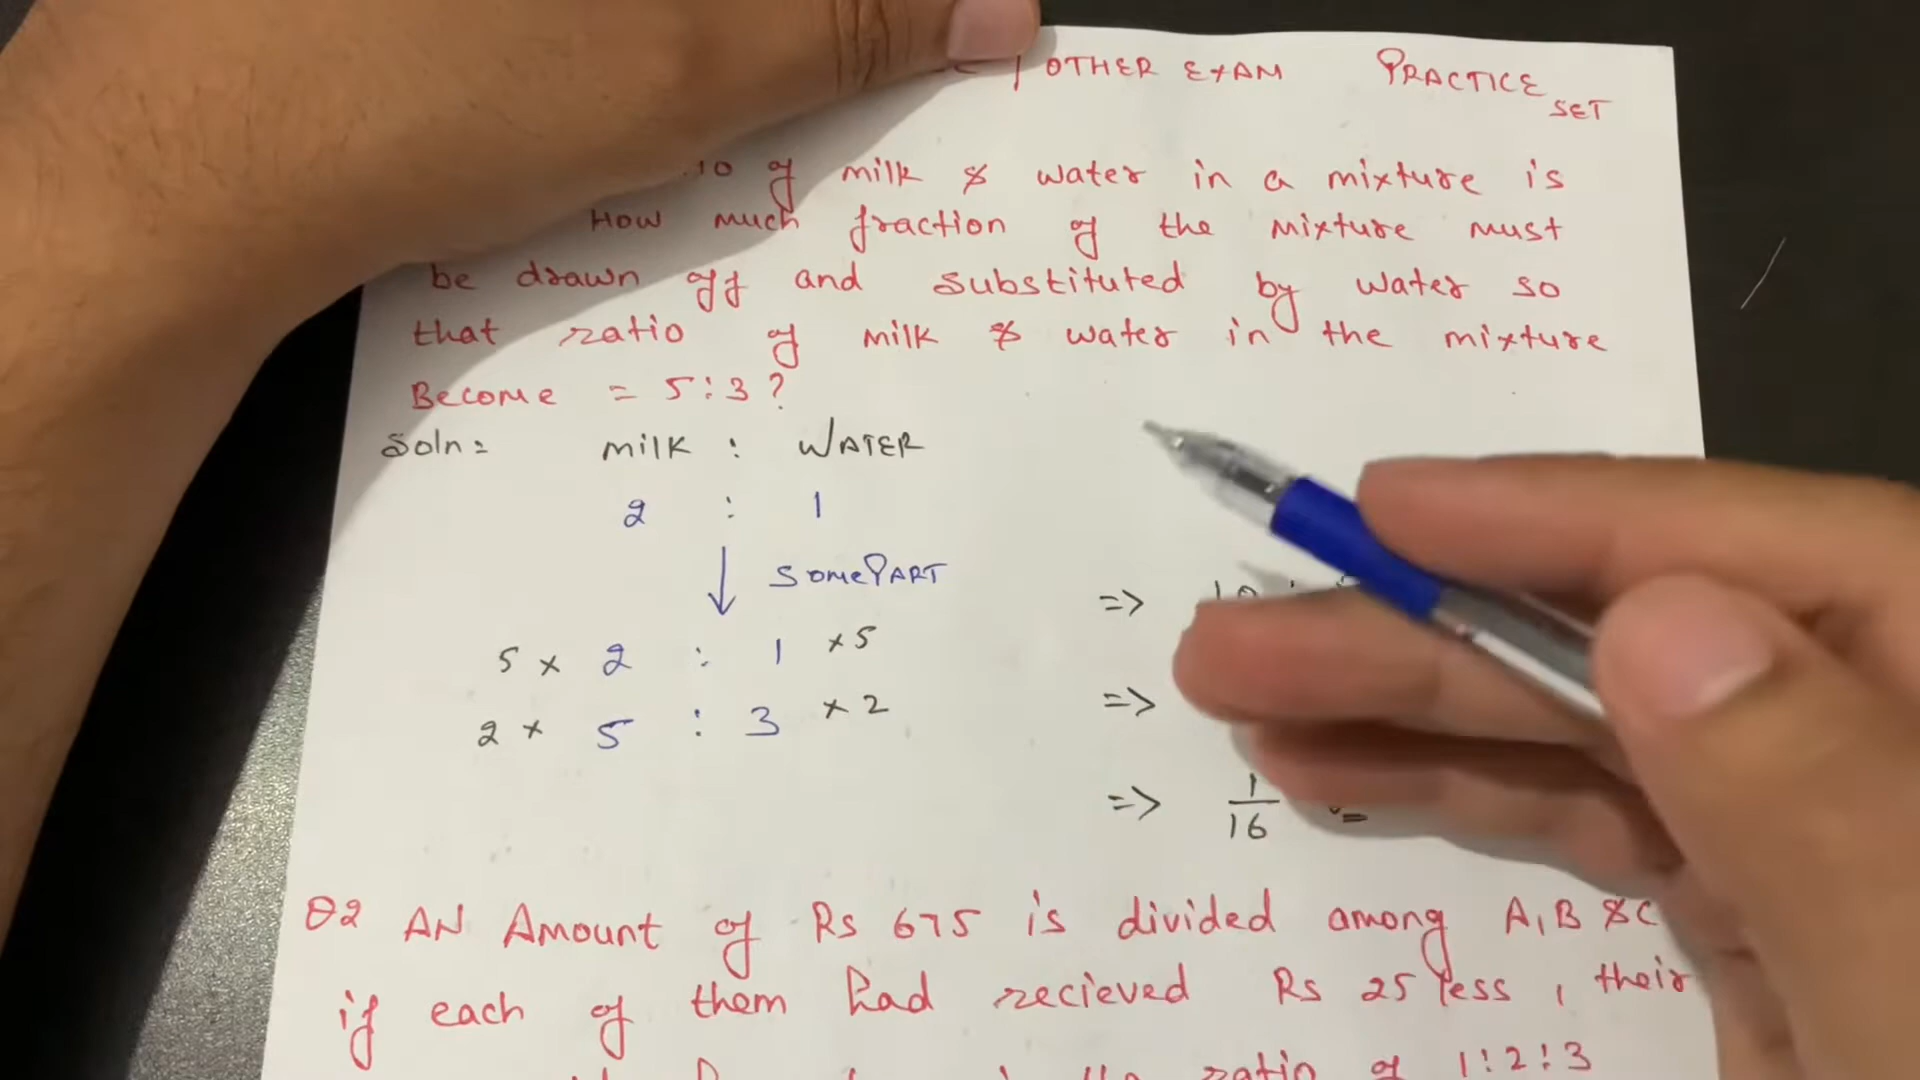 OTHER EXAM PRACTICE SET
of milk & water in a mixture is
How much fraction of the mixture must
be drawn off and substituted by water so
that ratio of milk & water in the mixture
Become = 5:3?
Soln= milk : WATER
2 : 1
↓ SOME PART
5 × 2 : 1 ×5
2 × 5 : 3 ×2
=> 10 :
=>
=> 1/16
Q2 AN Amount of Rs 675 is divided among A, B & C
if each of them had recieved Rs 25 less, their
ratio of 1:2:3